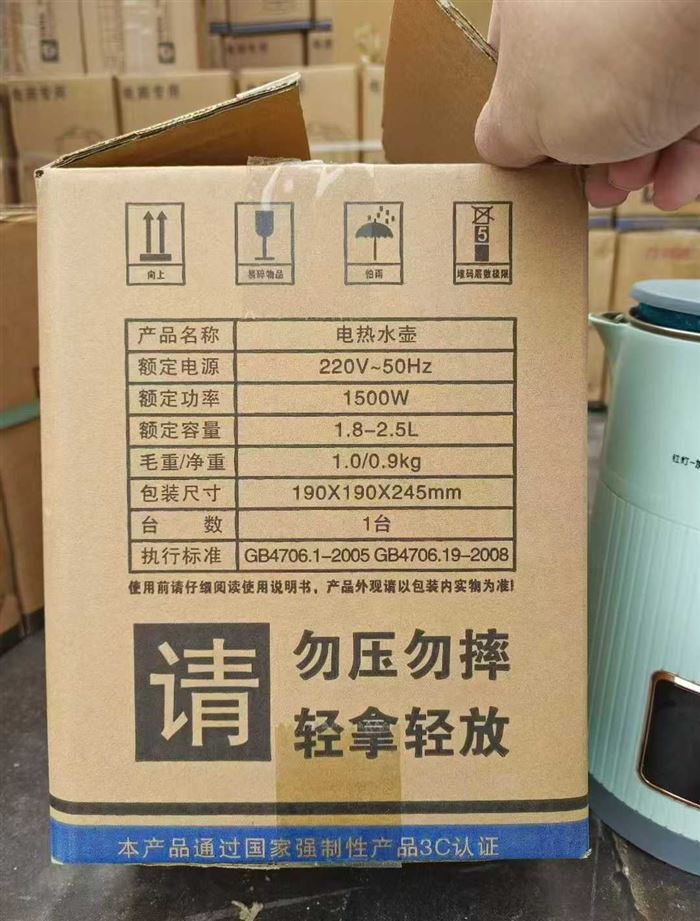 向上
易碎物品
怕雨
5
堆码层数极限
产品名称 电热水壶
额定电源 220V~50Hz
额定功率 1500W
额定容量 1.8-2.5L
毛重/净重 1.0/0.9kg
包装尺寸 190X190X245mm
台 数 1台
执行标准 GB4706.1-2005 GB4706.19-2008
使用前请仔细阅读使用说明书，产品外观请以包装内实物为准!
请
勿压勿摔
轻拿轻放
本产品通过国家强制性产品3C认证